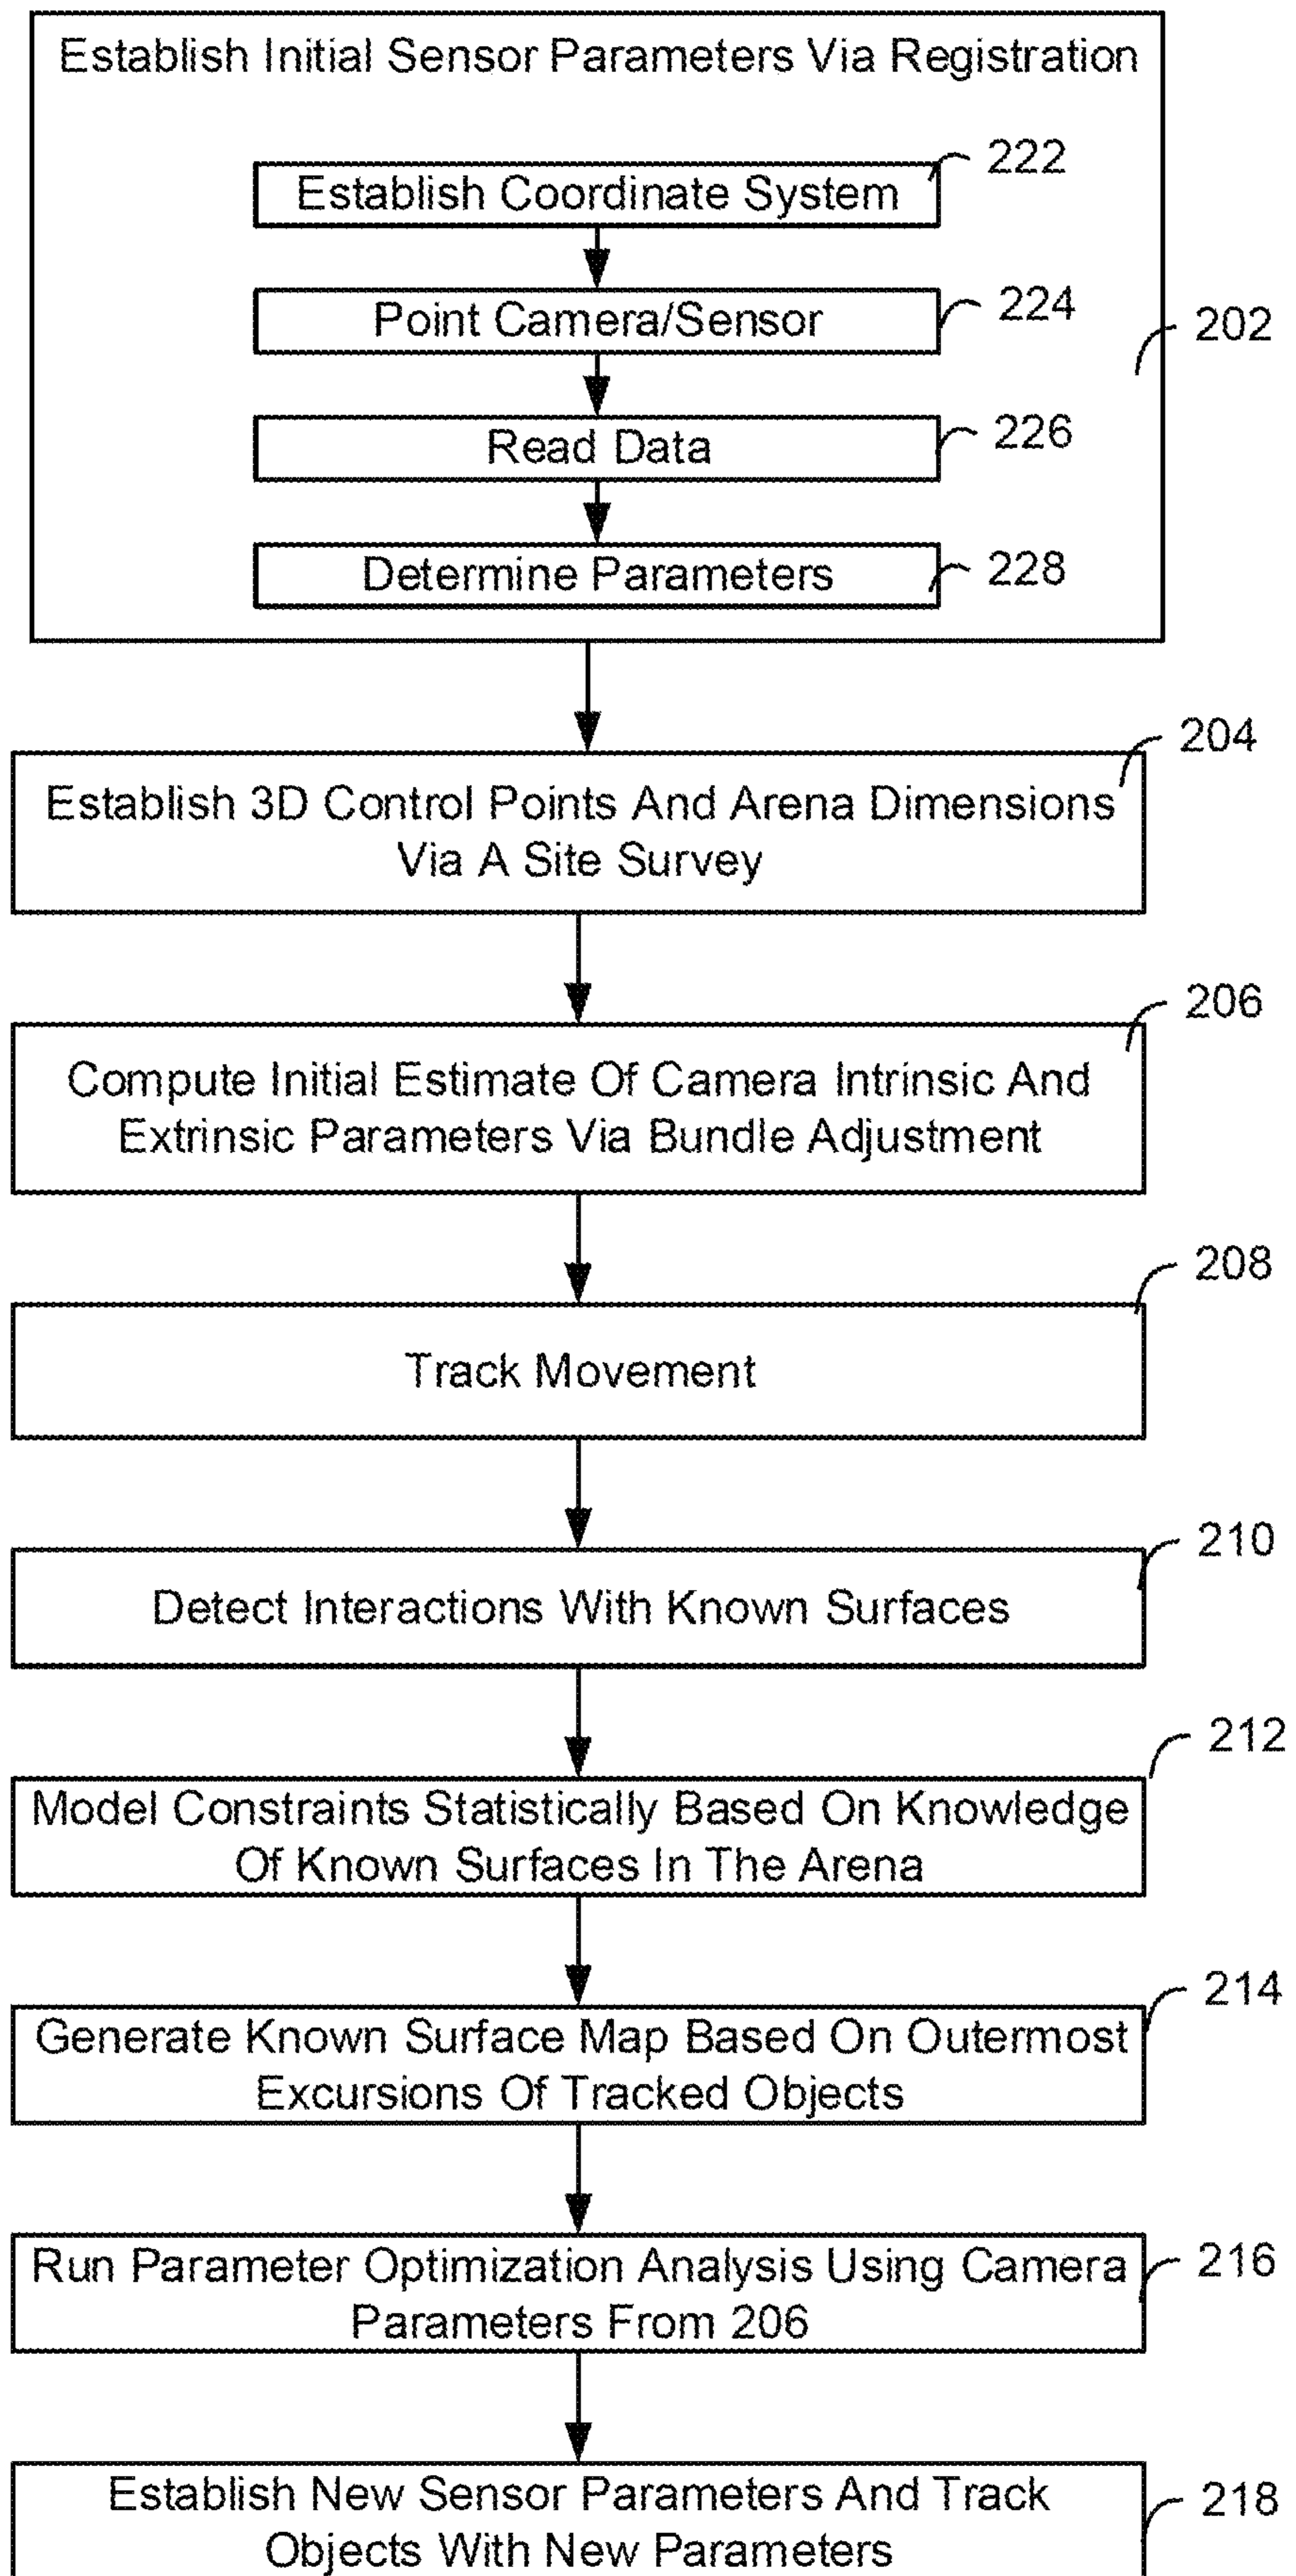 Establish Initial Sensor Parameters Via Registration
222
Establish Coordinate System
224
Point Camera/Sensor
202
226
Read Data
228
Determine Parameters
204
Establish 3D Control Points And Arena Dimensions
Via A Site Survey
206
Compute Initial Estimate Of Camera Intrinsic And
Extrinsic Parameters Via Bundle Adjustment
208
Track Movement
210
Detect Interactions With Known Surfaces
212
Model Constraints Statistically Based On Knowledge
Of Known Surfaces In The Arena
214
Generate Known Surface Map Based On Outermost
Excursions Of Tracked Objects
216
Run Parameter Optimization Analysis Using Camera
Parameters From 206
218
Establish New Sensor Parameters And Track
Objects With New Parameters